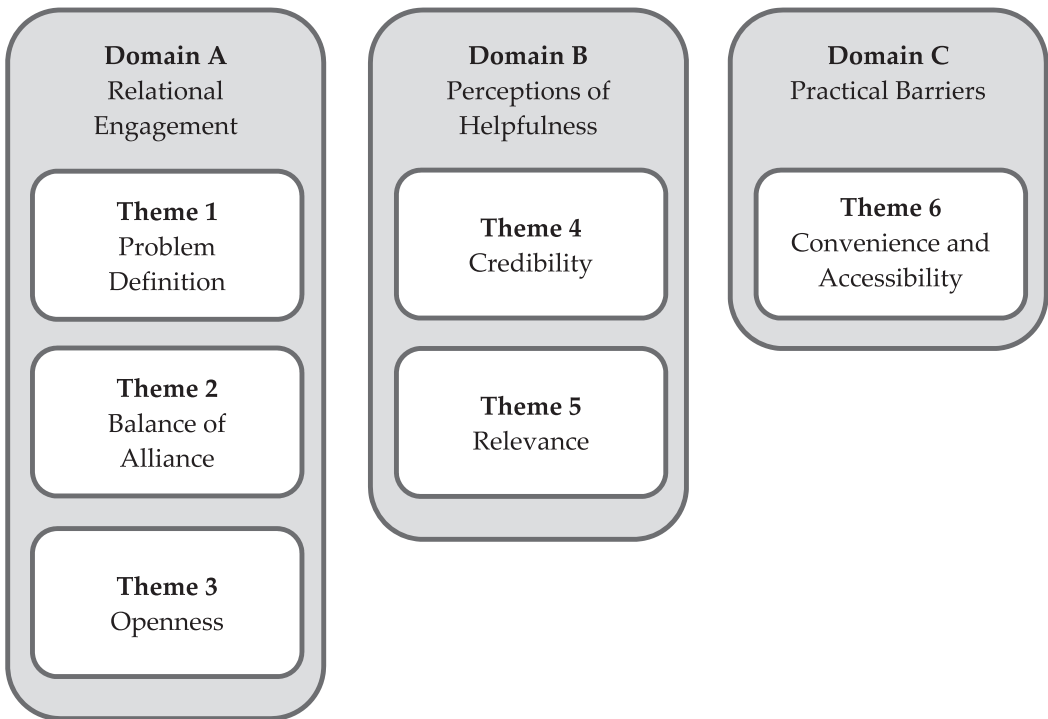 Domain A
Relational
Engagement
Theme 1
Problem
Definition
Theme 2
Balance of
Alliance
Theme 3
Openness
Domain B
Perceptions of
Helpfulness
Theme 4
Credibility
Theme 5
Relevance
Domain C
Practical Barriers
Theme 6
Convenience and
Accessibility